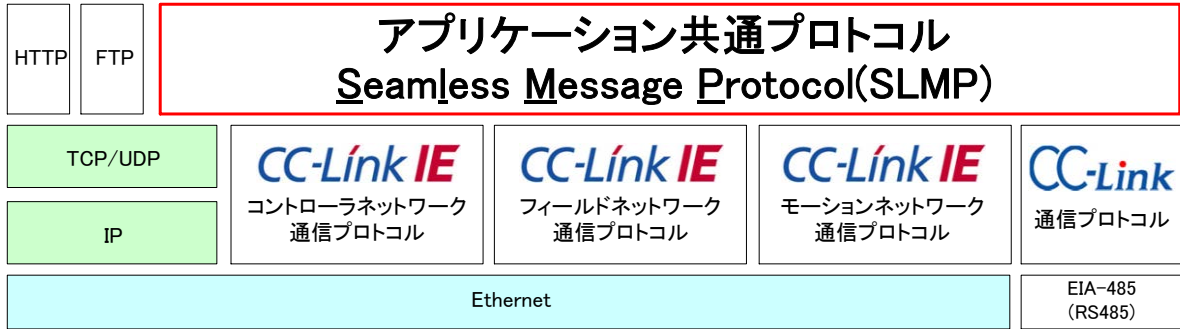 HTTP
FTP
アプリケーション共通プロトコル
Seamless Message Protocol(SLMP)
TCP/UDP
IP
CC-Link IE
コントローラネットワーク
通信プロトコル
CC-Link IE
フィールドネットワーク
通信プロトコル
CC-Link IE
モーションネットワーク
通信プロトコル
CC-Link
通信プロトコル
Ethernet
EIA-485
(RS485)